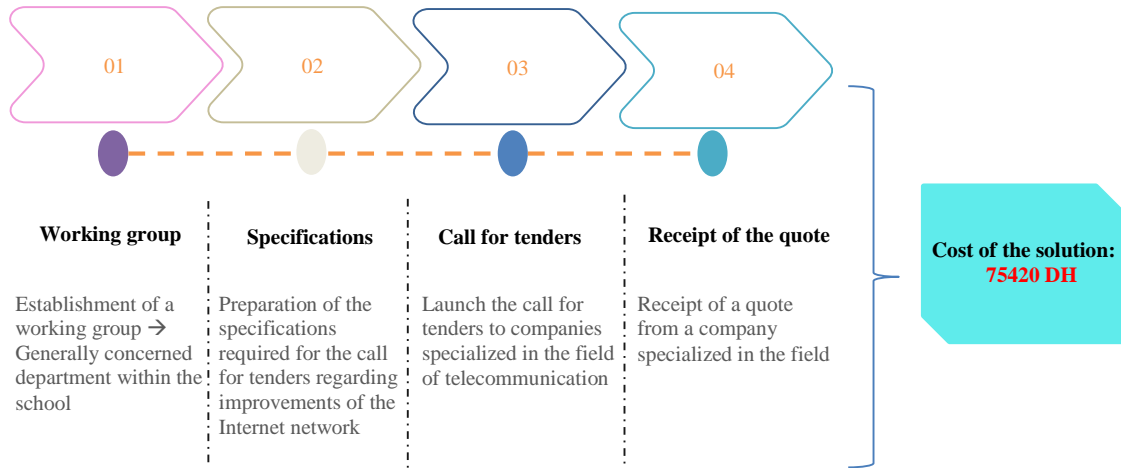 01
02
03
04
Working group
Establishment of a
working group →
Generally concerned
department within the
school
Specifications
Preparation of the
specifications
required for the call
for tenders regarding
improvements of the
Internet network
Call for tenders
Launch the call for
tenders to companies
specialized in the field
of telecommunication
Receipt of the quote
Receipt of a quote
from a company
specialized in the field
Cost of the solution:
75420 DH